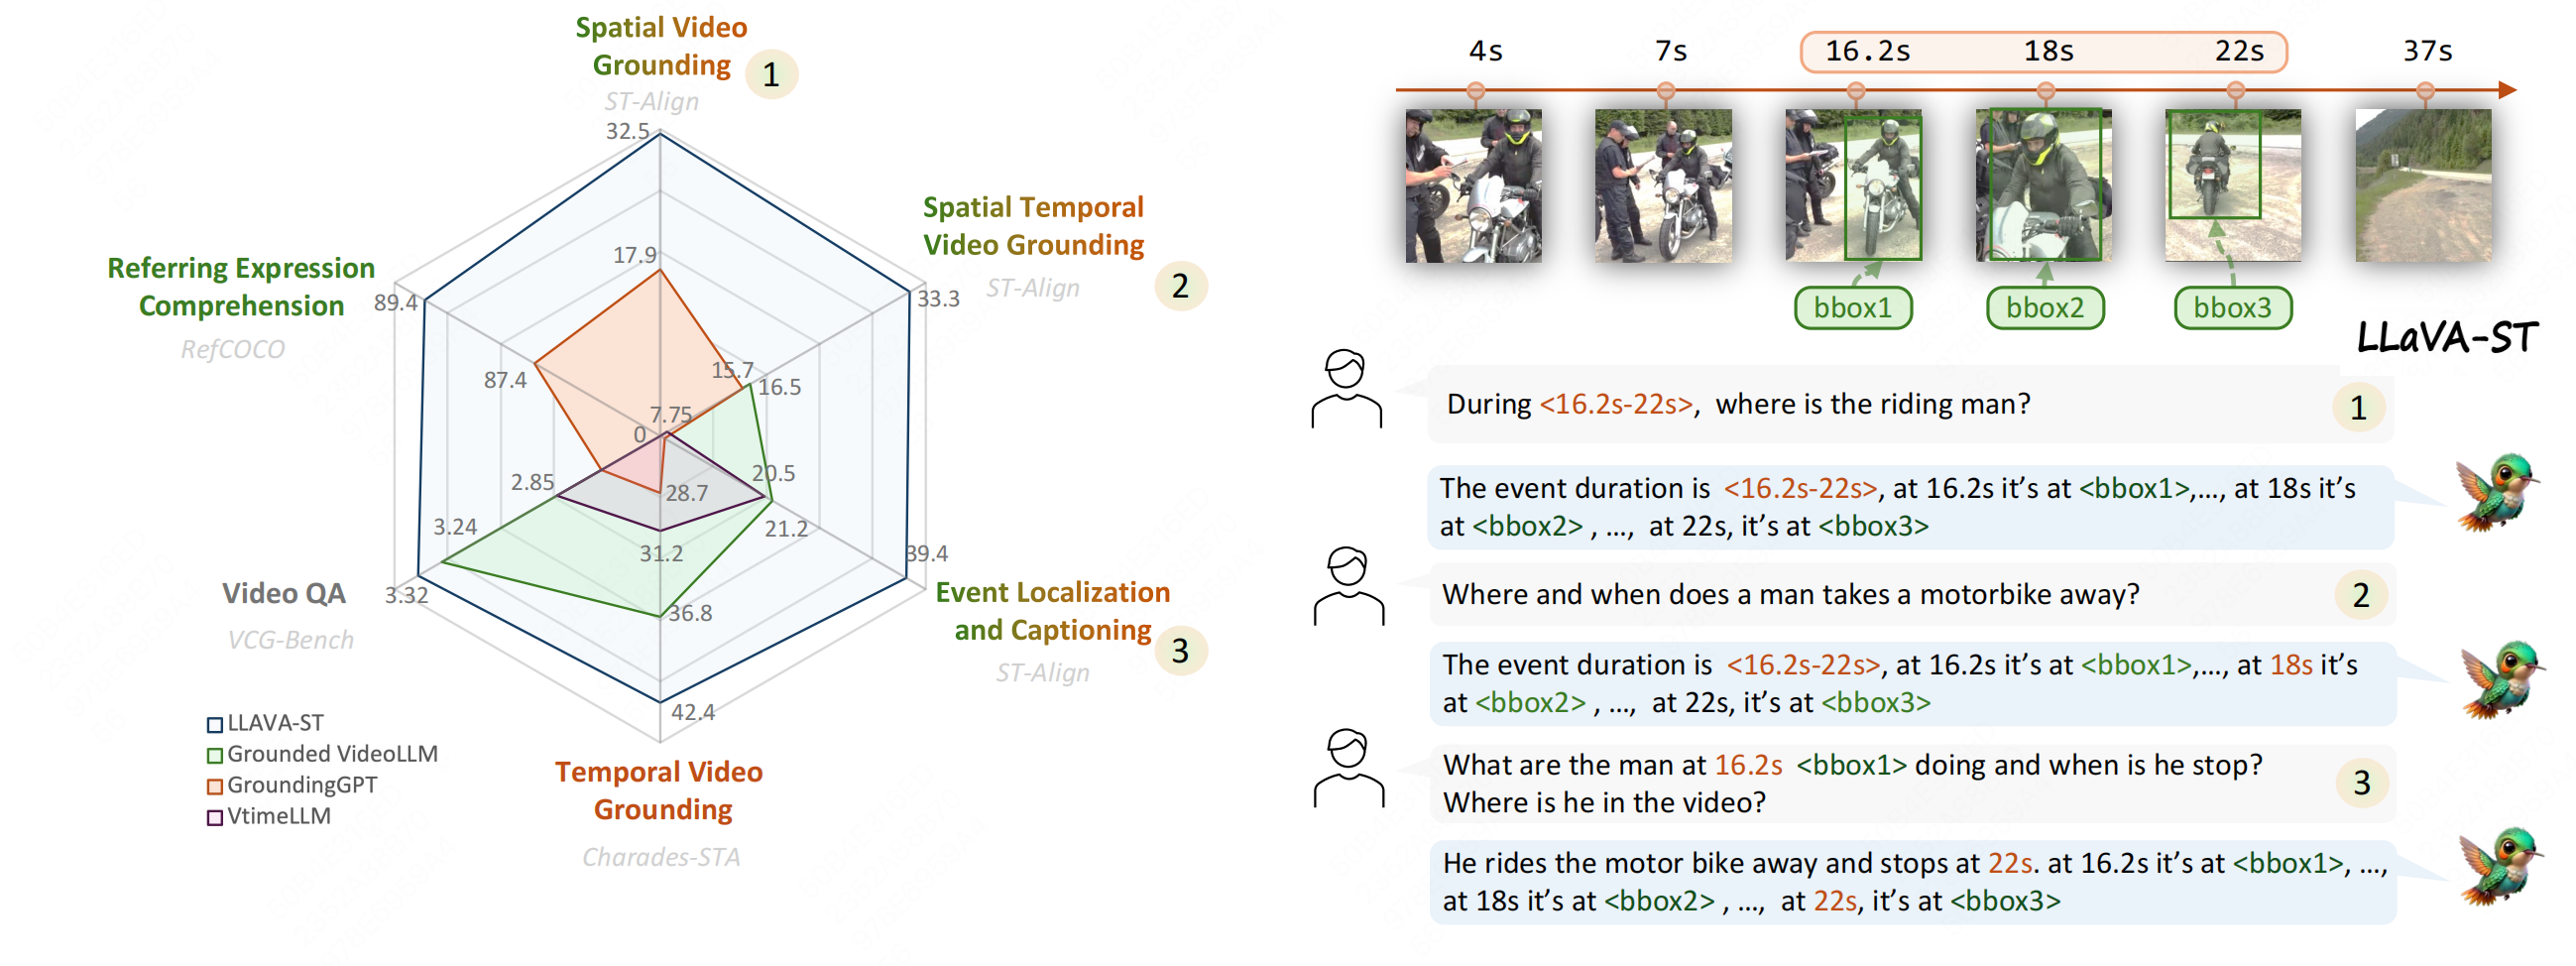 Spatial Video
Grounding
1
ST-Align
32.5
17.9
Spatial Temporal
Video Grounding
2
ST-Align
33.3
Referring Expression
Comprehension
RefCOCO
89.4
87.4
15.7
16.5
7.75
0
2.85
28.7
20.5
21.2
3.24
31.2
39.4
Event Localization
and Captioning
3
ST-Align
Video QA
VCG-Bench
3.32
36.8
42.4
Temporal Video
Grounding
Charades-STA
LLAVA-ST
Grounded VideoLLM
GroundingGPT
VtimeLLM
4s 7s 16.2s 18s 22s 37s
bbox1 bbox2 bbox3
LLaVA-ST
During <16.2s-22s>, where is the riding man?
1
The event duration is <16.2s-22s>, at 16.2s it’s at <bbox1>,..., at 18s it’s
at <bbox2> , ..., at 22s, it’s at <bbox3>
Where and when does a man takes a motorbike away?
2
The event duration is <16.2s-22s>, at 16.2s it’s at <bbox1>,..., at 18s it’s
at <bbox2> , ..., at 22s, it’s at <bbox3>
What are the man at 16.2s <bbox1> doing and when is he stop?
Where is he in the video?
3
He rides the motor bike away and stops at 22s. at 16.2s it’s at <bbox1>, ...,
at 18s it’s at <bbox2> , ..., at 22s, it’s at <bbox3>